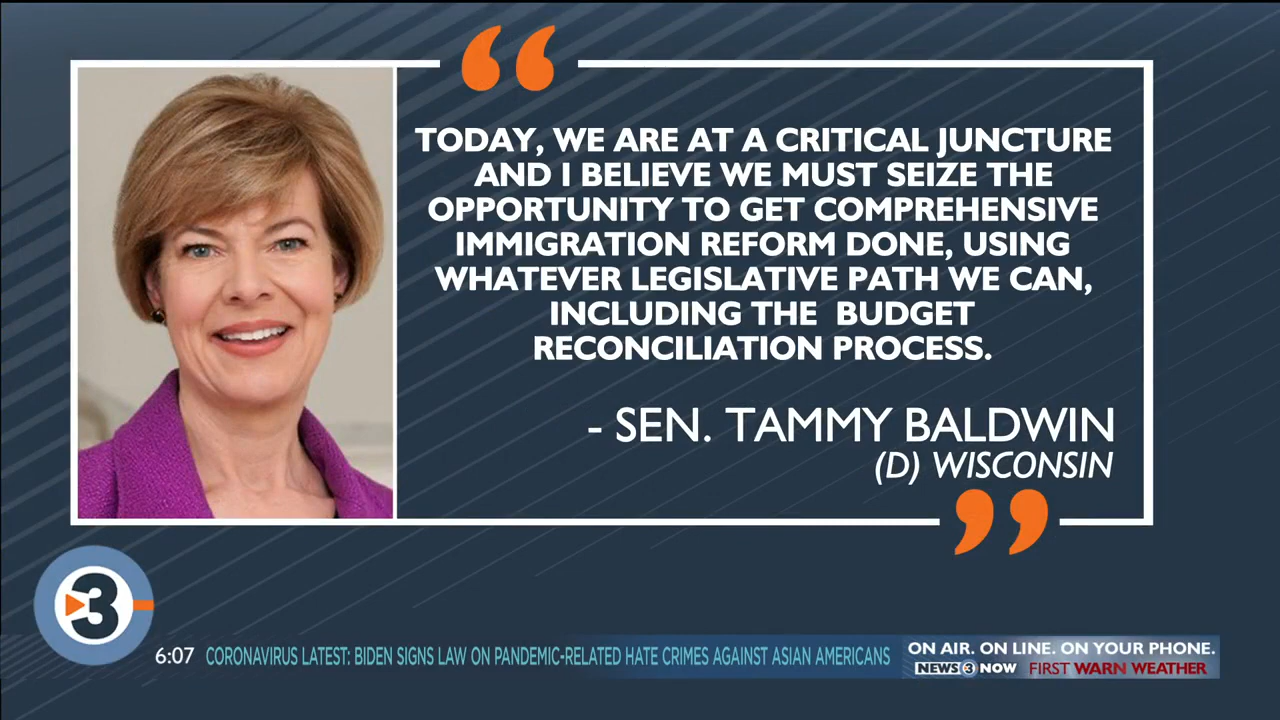 TODAY, WE ARE AT A CRITICAL JUNCTURE
AND I BELIEVE WE MUST SEIZE THE
OPPORTUNITY TO GET COMPREHENSIVE
IMMIGRATION REFORM DONE, USING
WHATEVER LEGISLATIVE PATH WE CAN,
INCLUDING THE BUDGET
RECONCILIATION PROCESS.
- SEN. TAMMY BALDWIN
(D) WISCONSIN
3
6:07 CORONAVIRUS LATEST: BIDEN SIGNS LAW ON PANDEMIC-RELATED HATE CRIMES AGAINST ASIAN AMERICANS
ON AIR. ON LINE. ON YOUR PHONE.
NEWS 3 NOW FIRST WARN WEATHER